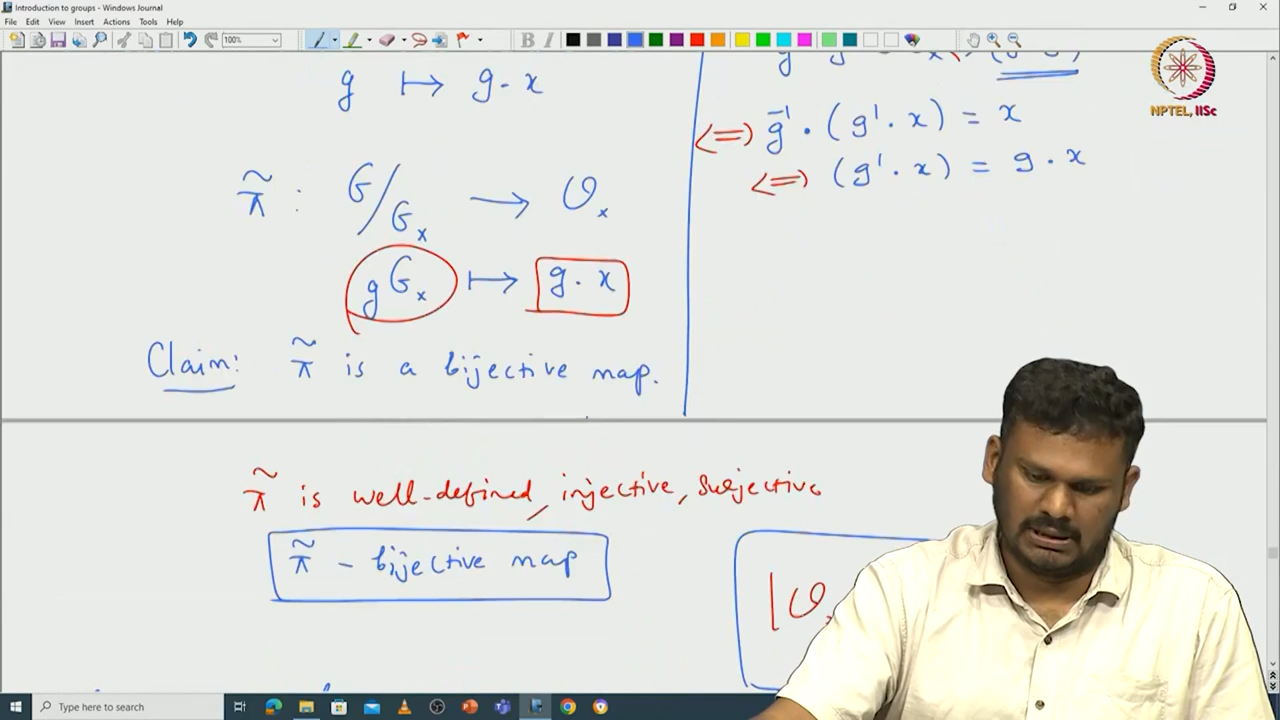 Introduction to groups - Windows Journal
File Edit View Insert Actions Tools Help
100%
B I
NPTEL, IISc
g ↦ g · x
<=> g⁻¹ · (g' · x) = x
<=> (g' · x) = g · x
π̃ : G/Gₓ → Oₓ
gGₓ ↦ g · x
Claim: π̃ is a bijective map.
π̃ is well-defined, injective, surjective
π̃ - bijective map
|O
Type here to search